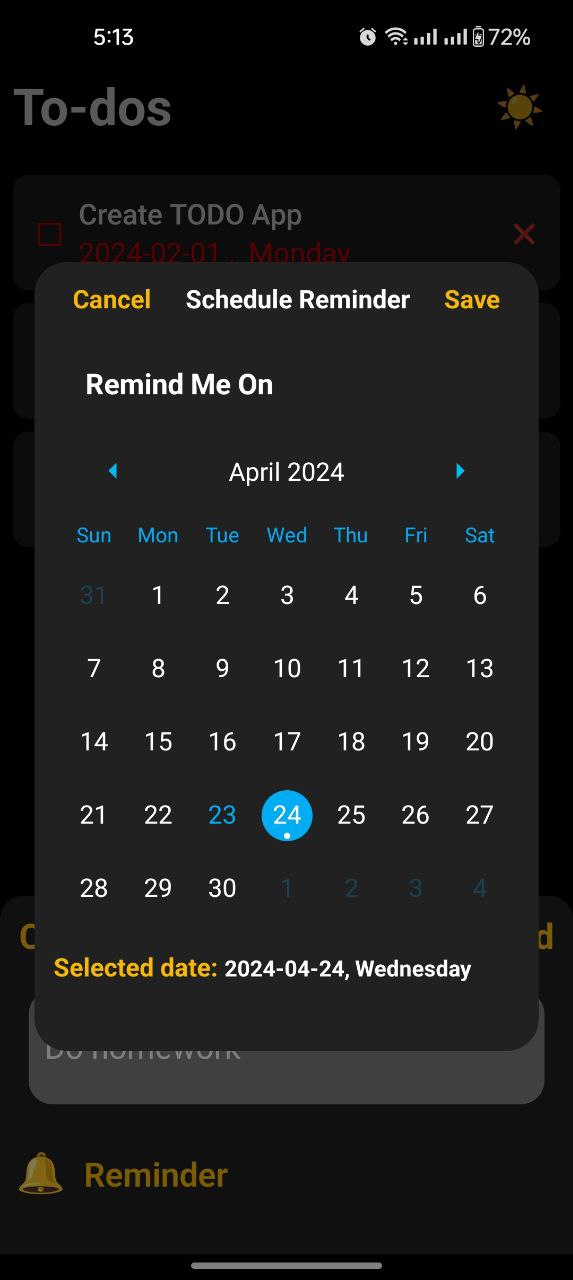 5:13 72%
To-dos
Create TODO App
2024-02-01 , Monday
Cancel Schedule Reminder Save
Remind Me On
April 2024
Sun Mon Tue Wed Thu Fri Sat
31 1 2 3 4 5 6
7 8 9 10 11 12 13
14 15 16 17 18 19 20
21 22 23 24 25 26 27
28 29 30 1 2 3 4
Selected date: 2024-04-24, Wednesday
Do homework
Reminder